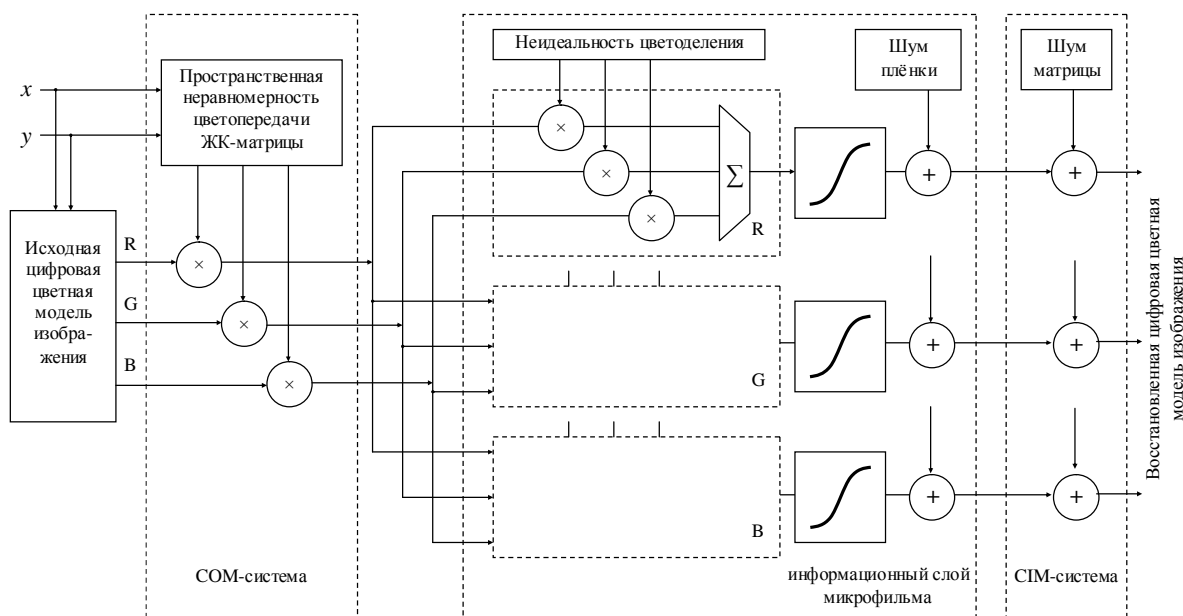 x
y
Пространственная
неравномерность
цветопередачи
ЖК-матрицы
Исходная
цифровая
цветная
модель
изобра-
жения
R
G
B
×
×
×
COM-система
Неидеальность цветоделения
×
×
×
Σ
R
G
B
Шум
плёнки
+
+
+
информационный слой
микрофильма
Шум
матрицы
+
+
+
CIM-система
Восстановленная цифровая цветная
модель изображения